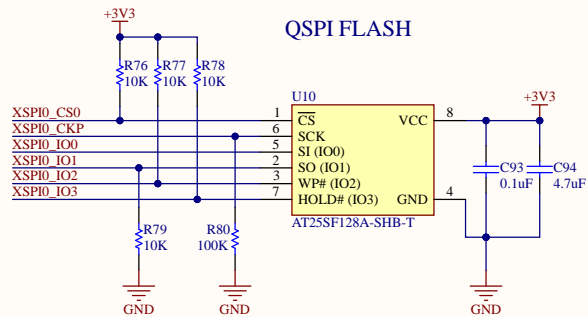 QSPI FLASH
+3V3
R76
10K
R77
10K
R78
10K
U10
+3V3
XSPI0_CS0
1
CS
VCC
8
XSPI0_CKP
6
SCK
XSPI0_IO0
5
SI (IO0)
XSPI0_IO1
2
SO (IO1)
XSPI0_IO2
3
WP# (IO2)
XSPI0_IO3
7
HOLD# (IO3)
GND
4
C93
0.1uF
C94
4.7uF
AT25SF128A-SHB-T
R79
10K
R80
100K
GND
GND
GND